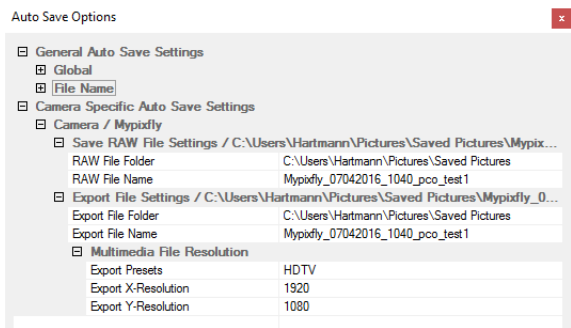 Auto Save Options
x
General Auto Save Settings
Global
File Name
Camera Specific Auto Save Settings
Camera / Mypixfly
Save RAW File Settings / C:\Users\Hartmann\Pictures\Saved Pictures\Mypix...
RAW File Folder C:\Users\Hartmann\Pictures\Saved Pictures
RAW File Name Mypixfly_07042016_1040_pco_test1
Export File Settings / C:\Users\Hartmann\Pictures\Saved Pictures\Mypixfly_0...
Export File Folder C:\Users\Hartmann\Pictures\Saved Pictures
Export File Name Mypixfly_07042016_1040_pco_test1
Multimedia File Resolution
Export Presets HDTV
Export X-Resolution 1920
Export Y-Resolution 1080